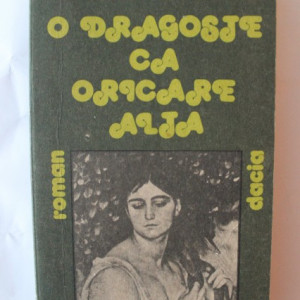 O DRAGOSTE
CA
ORICARE
ALTA
roman
dacia